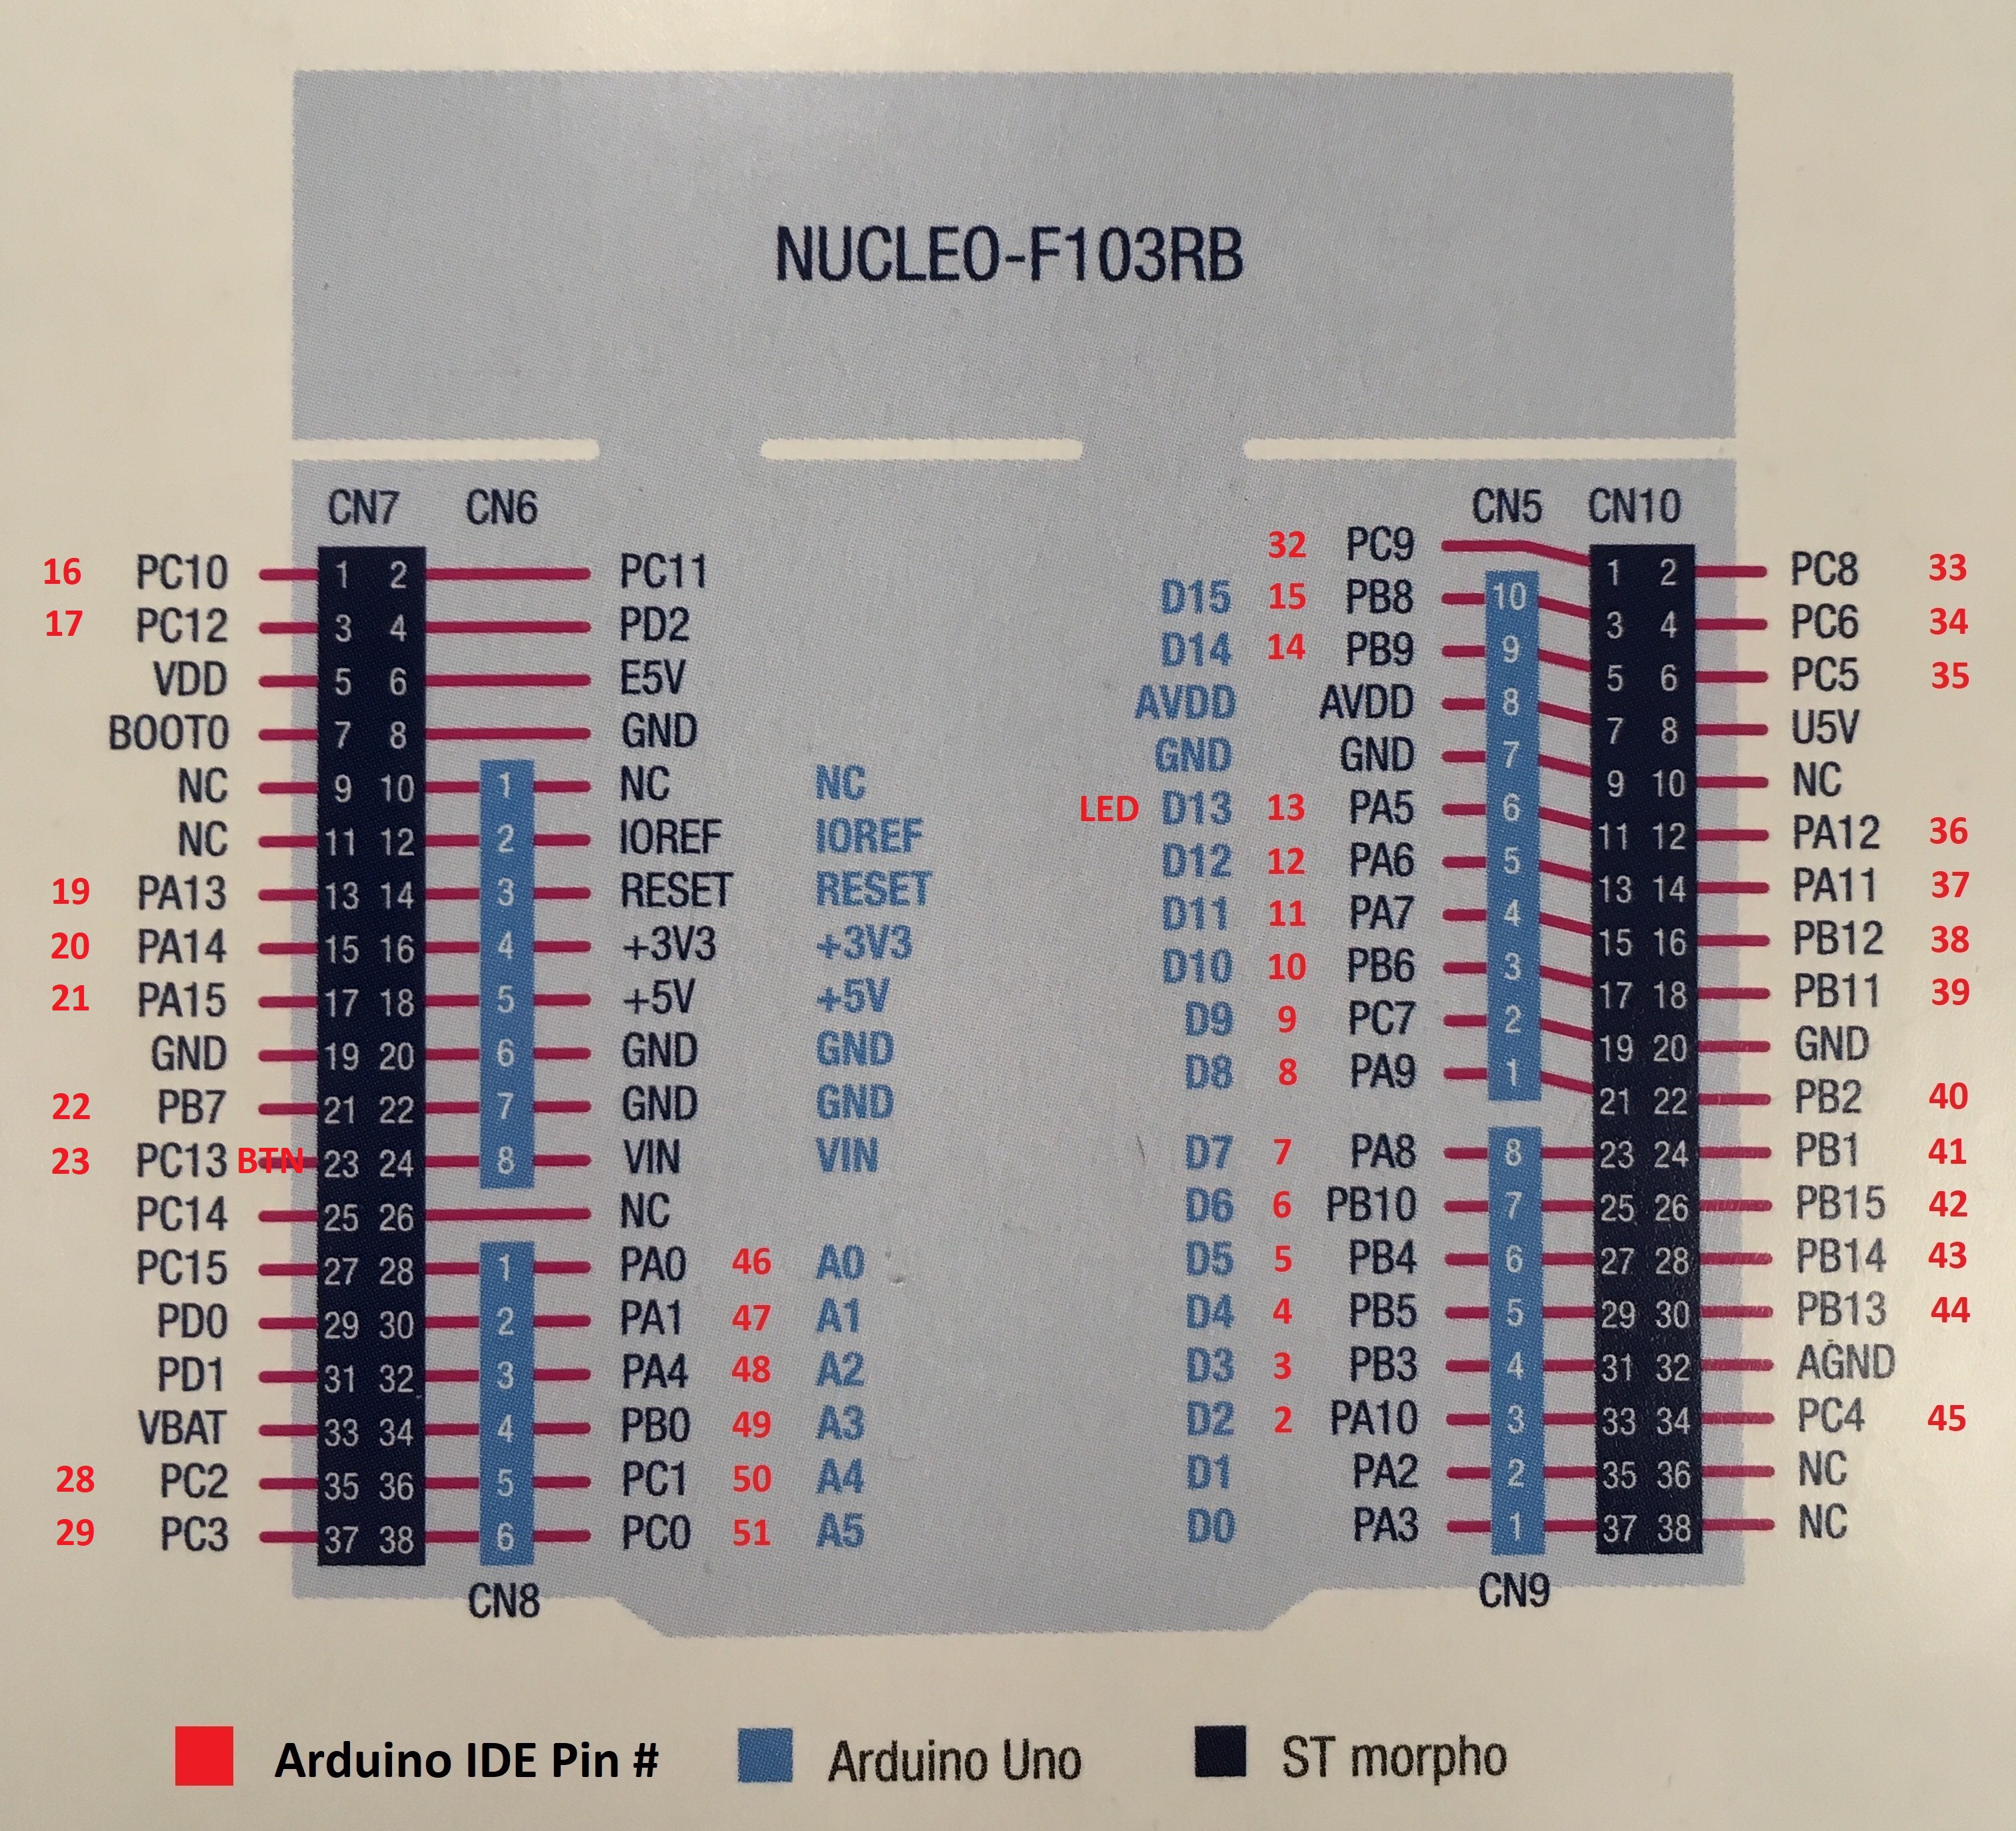 NUCLEO-F103RB
CN7 CN6 CN5 CN10
32 PC9
16 PC10 1 2 PC11 1 2 PC8 33
D15 15 PB8 10
17 PC12 3 4 PD2 3 4 PC6 34
D14 14 PB9 9
VDD 5 6 E5V 5 6 PC5 35
AVDD AVDD 8
BOOT0 7 8 GND 7 8 U5V
GND GND 7
NC 9 10 1 NC NC 9 10 NC
LED D13 13 PA5 6
NC 11 12 2 IOREF IOREF 11 12 PA12 36
D12 12 PA6 5
19 PA13 13 14 3 RESET RESET 13 14 PA11 37
D11 11 PA7 4
20 PA14 15 16 4 +3V3 +3V3 15 16 PB12 38
D10 10 PB6 3
21 PA15 17 18 5 +5V +5V 17 18 PB11 39
D9 9 PC7 2
GND 19 20 6 GND GND 19 20 GND
D8 8 PA9 1
22 PB7 21 22 7 GND GND 21 22 PB2 40
23 PC13 BTN 23 24 8 VIN VIN D7 7 PA8 8 23 24 PB1 41
PC14 25 26 NC D6 6 PB10 7 25 26 PB15 42
PC15 27 28 1 PA0 46 A0 D5 5 PB4 6 27 28 PB14 43
PD0 29 30 2 PA1 47 A1 D4 4 PB5 5 29 30 PB13 44
PD1 31 32 3 PA4 48 A2 D3 3 PB3 4 31 32 AGND
VBAT 33 34 4 PB0 49 A3 D2 2 PA10 3 33 34 PC4 45
28 PC2 35 36 5 PC1 50 A4 D1 PA2 2 35 36 NC
29 PC3 37 38 6 PC0 51 A5 D0 PA3 1 37 38 NC
CN8 CN9
Arduino IDE Pin # Arduino Uno ST morpho